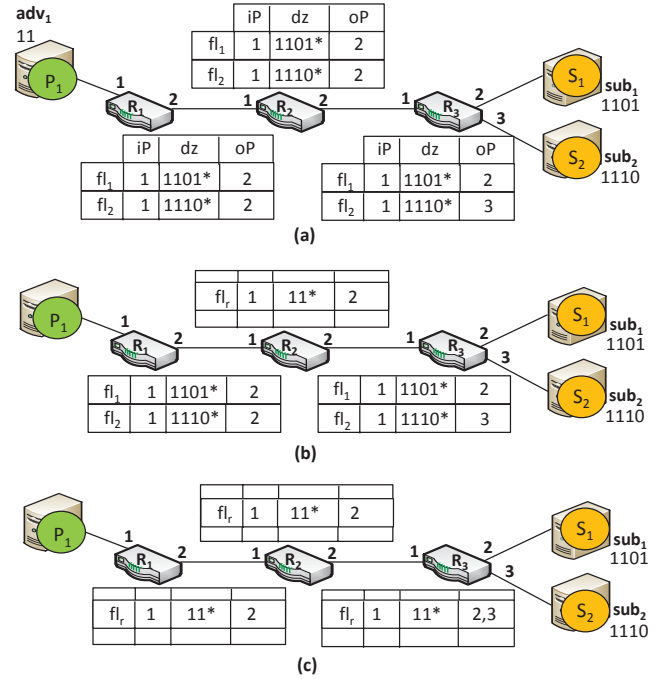 adv₁
11
P₁
iP dz oP
fl₁ 1 1101* 2
fl₂ 1 1110* 2
1 R₁ 2
R₂ 2
1 R₃ 2
3
S₁
sub₁
1101
S₂
sub₂
1110
iP dz oP
fl₁ 1 1101* 2
fl₂ 1 1110* 2
iP dz oP
fl₁ 1 1101* 2
fl₂ 1 1110* 3
(a)
P₁
flᵣ 1 11* 2
1 R₁ 2
1 R₂ 2
1 R₃ 2
3
S₁
sub₁
1101
S₂
sub₂
1110
fl₁ 1 1101* 2
fl₂ 1 1110* 2
fl₁ 1 1101* 2
fl₂ 1 1110* 3
(b)
P₁
flᵣ 1 11* 2
1 R₁ 2
1 R₂ 2
1 R₃ 2
3
S₁
sub₁
1101
S₂
sub₂
1110
flᵣ 1 11* 2
flᵣ 1 11* 2,3
(c)